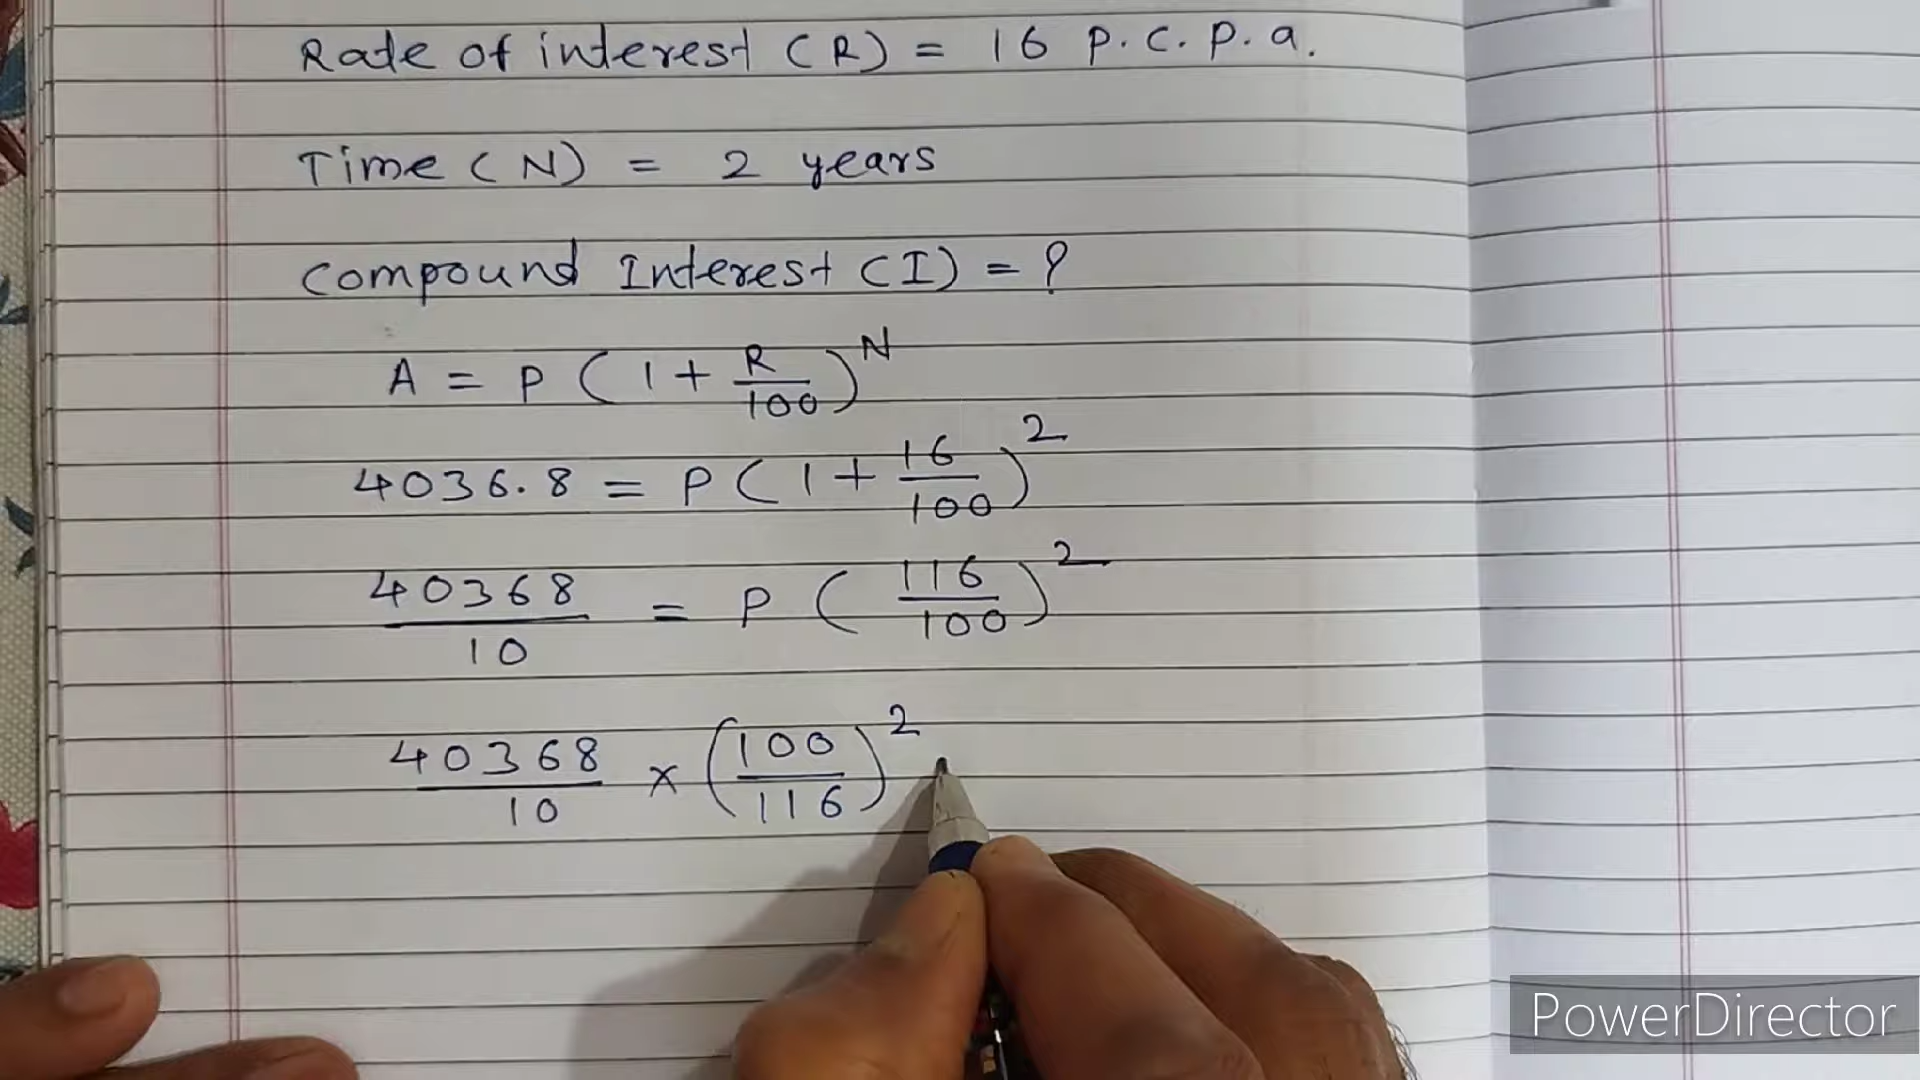 Rate of interest (R) = 16 p.c.p.a.
Time (N) = 2 years
Compound Interest (I) = ?
A = P (1 + R/100)^N
4036.8 = P (1 + 16/100)^2
40368/10 = P (116/100)^2
40368/10 × (100/116)^2
PowerDirector